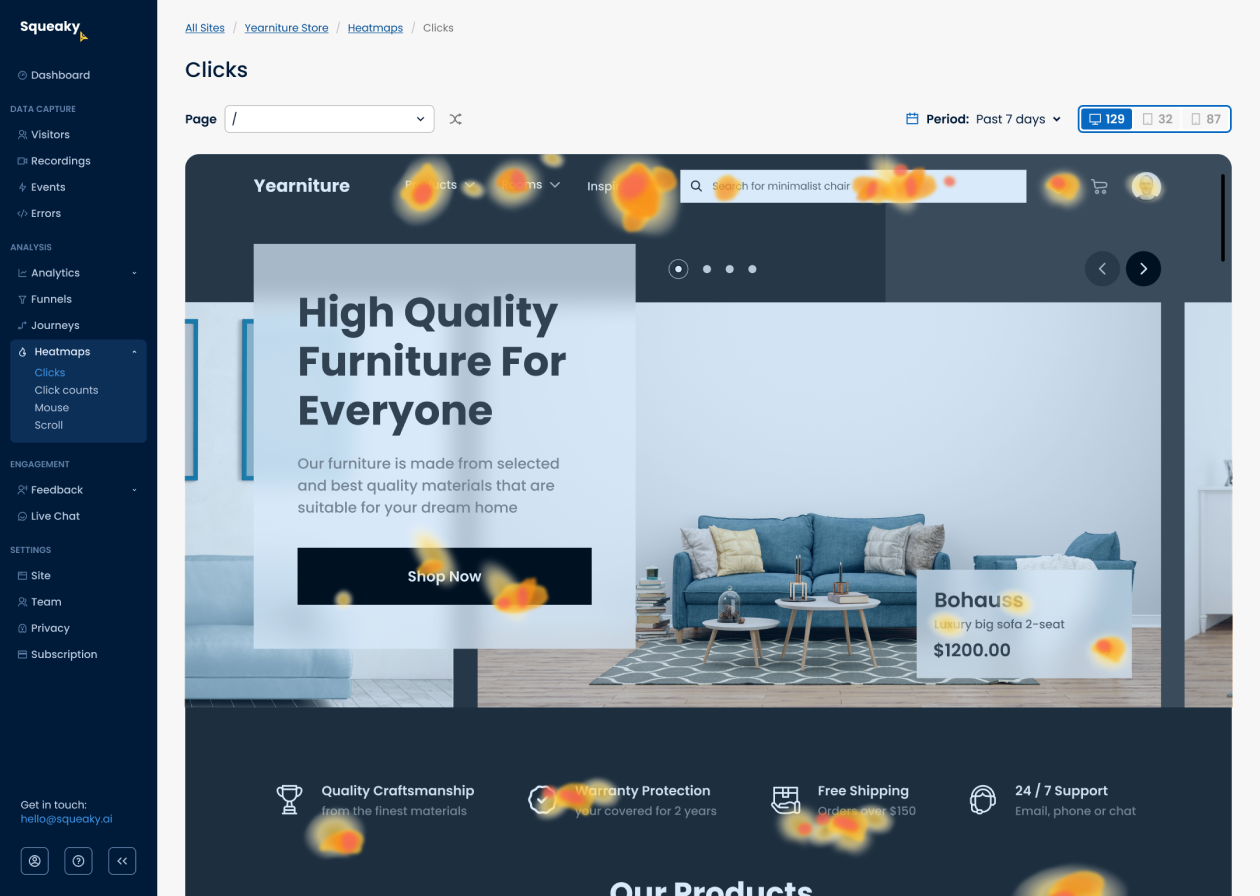 Squeaky
Dashboard
DATA CAPTURE
Visitors
Recordings
Events
Errors
ANALYSIS
Analytics
Funnels
Journeys
Heatmaps
Clicks
Click counts
Mouse
Scroll
ENGAGEMENT
Feedback
Live Chat
SETTINGS
Site
Team
Privacy
Subscription
Get in touch:
hello@squeaky.ai
All Sites / Yearniture Store / Heatmaps / Clicks
Clicks
Page /
Period: Past 7 days
129 32 87
Yearniture
Products
Rooms
Inspi
Search for minimalist chair
High Quality
Furniture For
Everyone
Our furniture is made from selected
and best quality materials that are
suitable for your dream home
Shop Now
Bohauss
Luxury big sofa 2-seat
$1200.00
Quality Craftsmanship
from the finest materials
Warranty Protection
your covered for 2 years
Free Shipping
Orders over $150
24 / 7 Support
Email, phone or chat
Our Products